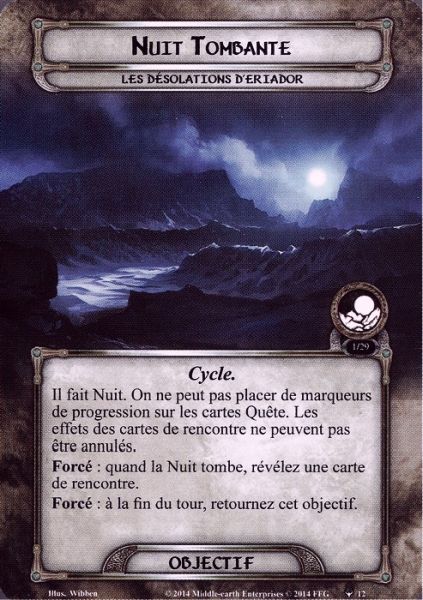 Nuit Tombante
LES DÉSOLATIONS D'ERIADOR
1/29
Cycle.
Il fait Nuit. On ne peut pas placer de marqueurs
de progression sur les cartes Quête. Les
effets des cartes de rencontre ne peuvent pas
être annulés.
Forcé : quand la Nuit tombe, révélez une carte
de rencontre.
Forcé : à la fin du tour, retournez cet objectif.
OBJECTIF
Illus. Wibben ©2014 Middle-earth Enterprises © 2014 FFG 12